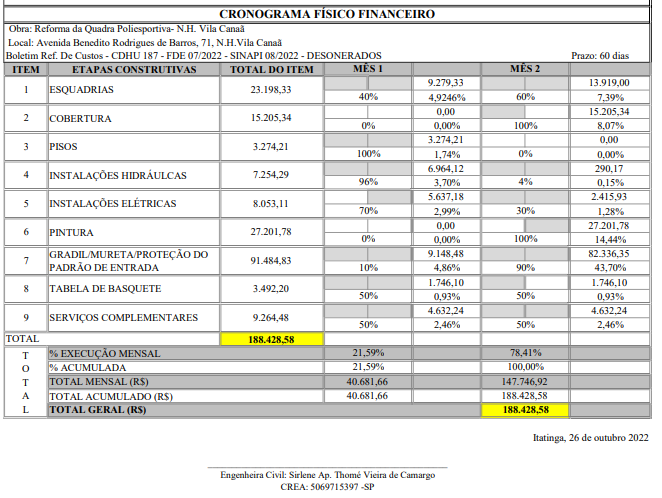 CRONOGRAMA FÍSICO FINANCEIRO
Obra: Reforma da Quadra Poliesportiva- N.H. Vila Canaã
Local: Avenida Benedito Rodrigues de Barros, 71, N.H.Vila Canaã
Boletim Ref. De Custos - CDHU 187 - FDE 07/2022 - SINAPI 08/2022 - DESONERADOS Prazo: 60 dias
ITEM ETAPAS CONSTRUTIVAS TOTAL DO ITEM MÊS 1 MÊS 2
9.279,33 13.919,00
1 ESQUADRIAS 23.198,33
40% 4,9246% 60% 7,39%
0,00 15.205,34
2 COBERTURA 15.205,34
0% 0,00% 100% 8,07%
3.274,21 0,00
3 PISOS 3.274,21
100% 1,74% 0% 0,00%
6.964,12 290,17
4 INSTALAÇÕES HIDRÁULCAS 7.254,29
96% 3,70% 4% 0,15%
5.637,18 2.415,93
5 INSTALAÇÕES ELÉTRICAS 8.053,11
70% 2,99% 30% 1,28%
0,00 27.201,78
6 PINTURA 27.201,78
0% 0,00% 100% 14,44%
GRADIL/MURETA/PROTEÇÃO DO 9.148,48 82.336,35
7 91.484,83
PADRÃO DE ENTRADA 10% 4,86% 90% 43,70%
1.746,10 1.746,10
8 TABELA DE BASQUETE 3.492,20
50% 0,93% 50% 0,93%
4.632,24 4.632,24
9 SERVIÇOS COMPLEMENTARES 9.264,48
50% 2,46% 50% 2,46%
TOTAL 188.428,58
T % EXECUÇÃO MENSAL 21,59% 78,41%
O % ACUMULADA 21,59% 100,00%
T TOTAL MENSAL (R$) 40.681,66 147.746,92
A TOTAL ACUMULADO (R$) 40.681,66 188.428,58
L TOTAL GERAL (R$) 188.428,58
Itatinga, 26 de outubro 2022
Engenheira Civil: Sirlene Ap. Thomé Vieira de Camargo
CREA: 5069715397 -SP